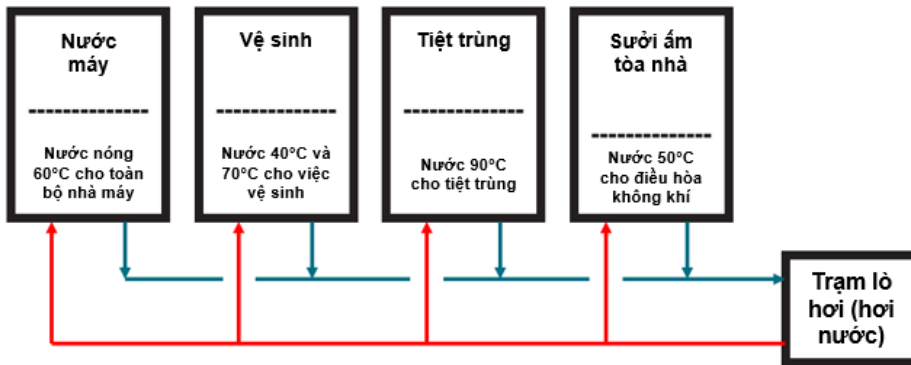 Nước
máy
Nước nóng
60°C cho toàn
bộ nhà máy
Vệ sinh
Nước 40°C và
70°C cho việc
vệ sinh
Tiệt trùng
Nước 90°C
cho tiệt trùng
Sưởi ấm
tòa nhà
Nước 50°C
cho điều hòa
không khí
Trạm lò
hơi (hơi
nước)